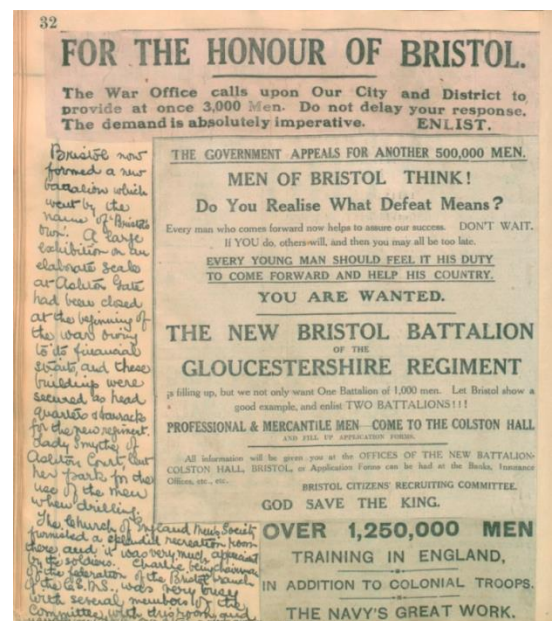 32
FOR THE HONOUR OF BRISTOL.
The War Office calls upon Our City and District to
provide at once 3,000 Men. Do not delay your response.
The demand is absolutely imperative. ENLIST.
Bristol now
formed a new
battalion which
went by the
name of 'Bristol's
own'. A large
exhibition on an
elaborate scale
at Ashton Gate
had been closed
at the beginning of
the war owing
to its financial
straits, and these
buildings were
secured as head
quarters & barracks
for the new regiment.
Lady Smythe of
Ashton Court, lent
her park for the
use of the men
when drilling.
The Church of England Men's Society
furnished a splendid recreation room
there and it was very much appreciated
by the soldiers. Charlie being chairman
of the federation of the Bristol branch
of the C.E.M.S., was very busy
with several members of the
Committee, with this room, and
THE GOVERNMENT APPEALS FOR ANOTHER 500,000 MEN.
MEN OF BRISTOL THINK!
Do You Realise What Defeat Means?
Every man who comes forward now helps to assure our success. DON'T WAIT.
If YOU do, others will, and then you may all be too late.
EVERY YOUNG MAN SHOULD FEEL IT HIS DUTY
TO COME FORWARD AND HELP HIS COUNTRY.
YOU ARE WANTED.
THE NEW BRISTOL BATTALION
OF THE
GLOUCESTERSHIRE REGIMENT
is filling up, but we not only want One Battalion of 1,000 men. Let Bristol show a
good example, and enlist TWO BATTALIONS!!!
PROFESSIONAL & MERCANTILE MEN COME TO THE COLSTON HALL
AND FILL UP APPLICATION FORMS.
All information will be given you at the OFFICES OF THE NEW BATTALION,
COLSTON HALL, BRISTOL, or Application Forms can be had at the Banks, Insurance
Offices, etc., etc.
BRISTOL CITIZENS' RECRUITING COMMITTEE.
GOD SAVE THE KING.
OVER 1,250,000 MEN
TRAINING IN ENGLAND,
IN ADDITION TO COLONIAL TROOPS.
THE NAVY'S GREAT WORK.